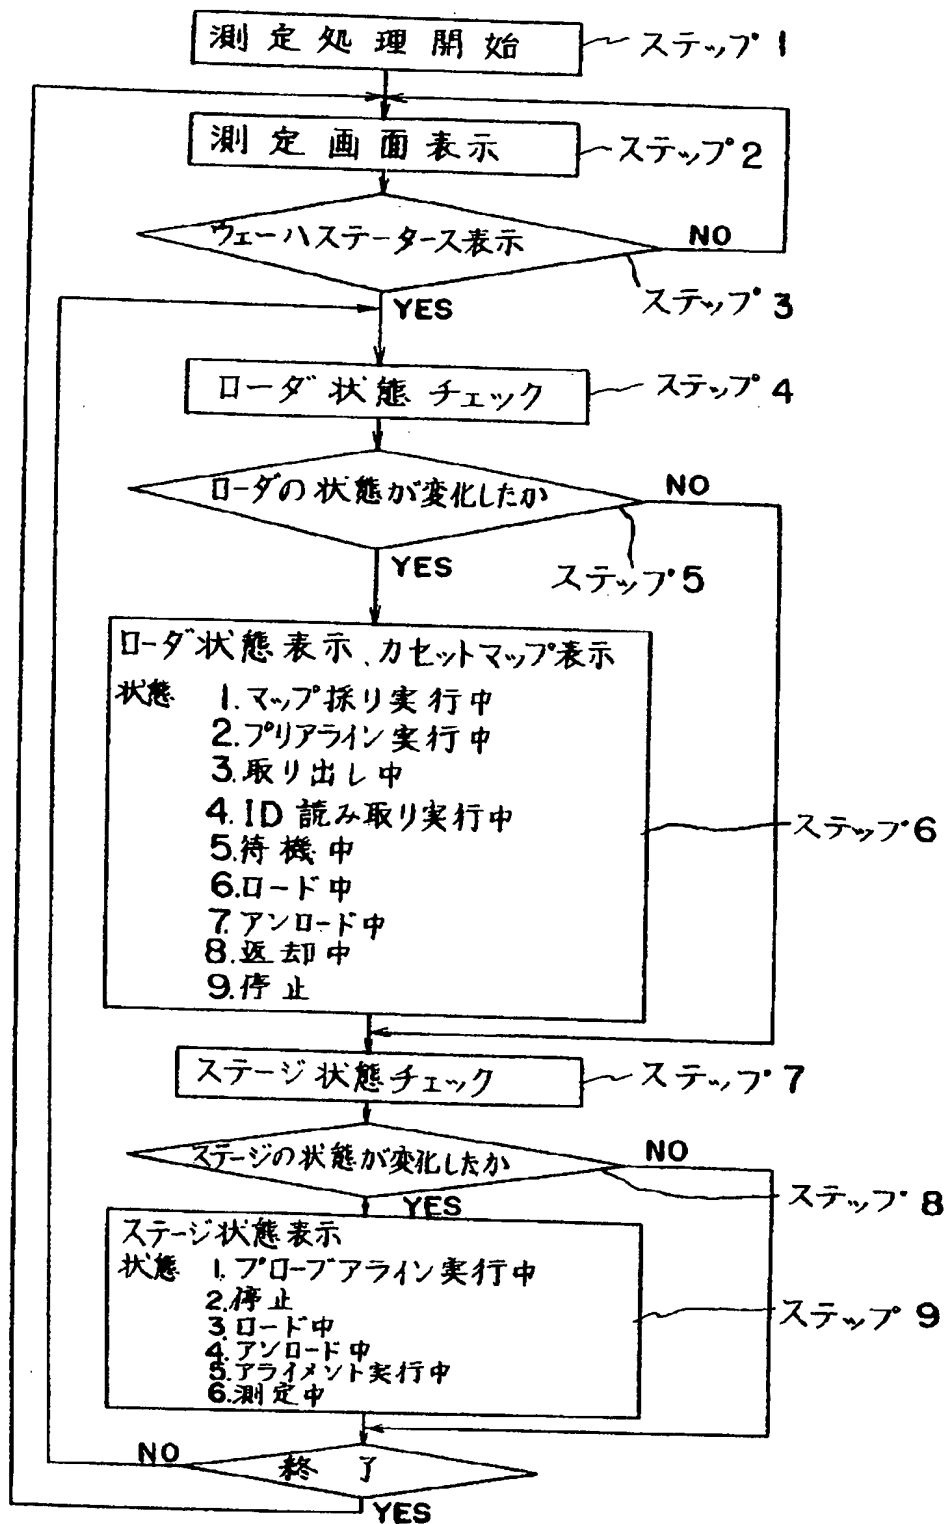 測定処理開始
ステップ1
測定画面表示
ステップ2
ウェーハステータース表示
NO
ステップ3
YES
ローダ状態チェック
ステップ4
ローダの状態が変化したか
NO
YES
ステップ5
ローダ状態表示、カセットマップ表示
状態 1.マップ採り実行中
2.プリアライン実行中
3.取り出し中
4.ID読み取り実行中
ステップ6
5.待機中
6.ロード中
7.アンロード中
8.返却中
9.停止
ステージ状態チェック
ステップ7
ステージの状態が変化したか
NO
ステップ8
YES
ステージ状態表示
状態 1.プローブアライン実行中
2.停止
ステップ9
3.ロード中
4.アンロード中
5.アライメント実行中
6.測定中
NO
終了
YES